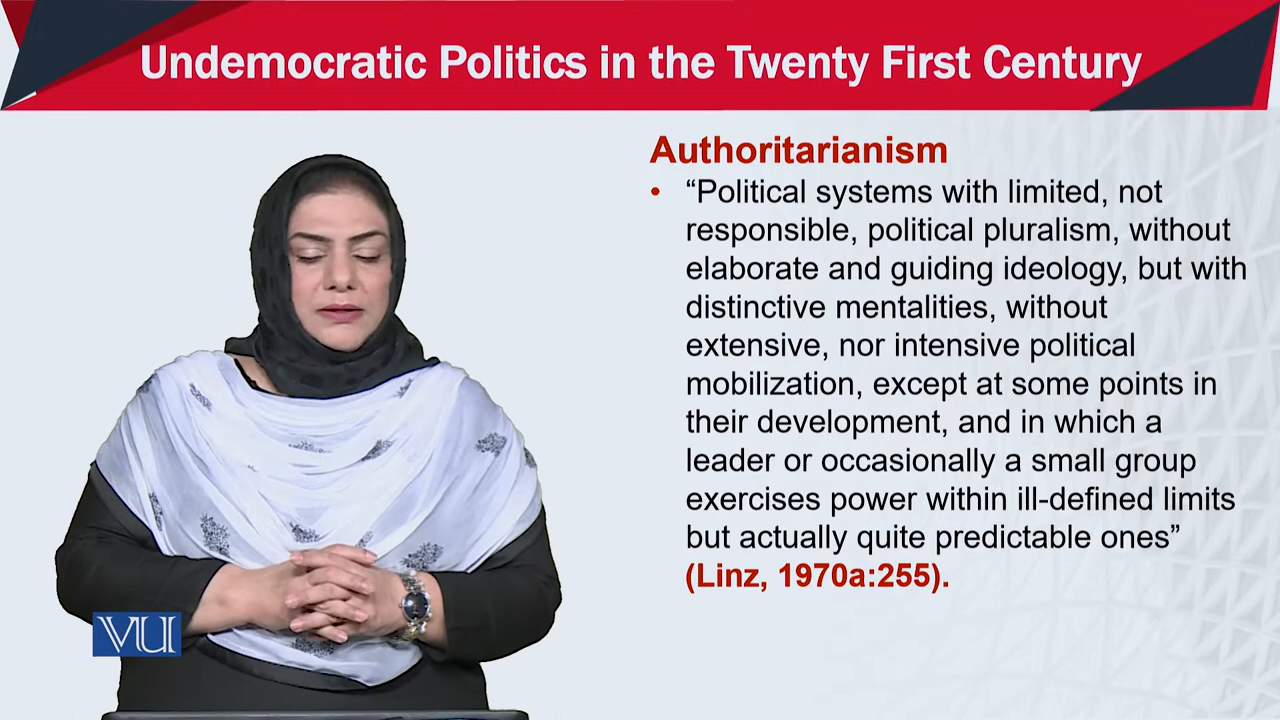 Undemocratic Politics in the Twenty First Century
Authoritarianism
• “Political systems with limited, not
responsible, political pluralism, without
elaborate and guiding ideology, but with
distinctive mentalities, without
extensive, nor intensive political
mobilization, except at some points in
their development, and in which a
leader or occasionally a small group
exercises power within ill-defined limits
but actually quite predictable ones”
(Linz, 1970a:255).
VU